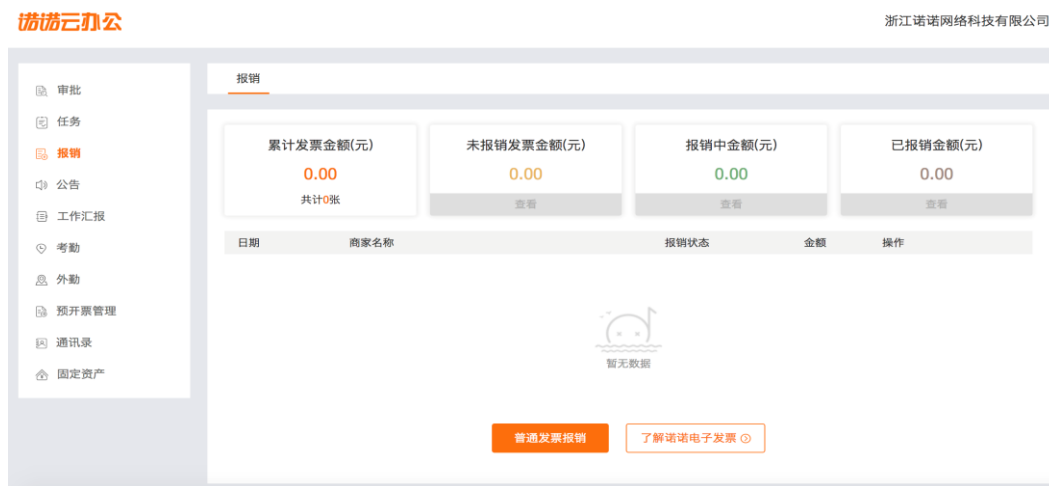 诺诺云办公
浙江诺诺网络科技有限公司
审批
任务
报销
公告
工作汇报
考勤
外勤
预开票管理
通讯录
固定资产
报销
累计发票金额(元)
0.00
共计0张
未报销发票金额(元)
0.00
查看
报销中金额(元)
0.00
查看
已报销金额(元)
0.00
查看
日期 商家名称 报销状态 金额 操作
暂无数据
普通发票报销
了解诺诺电子发票